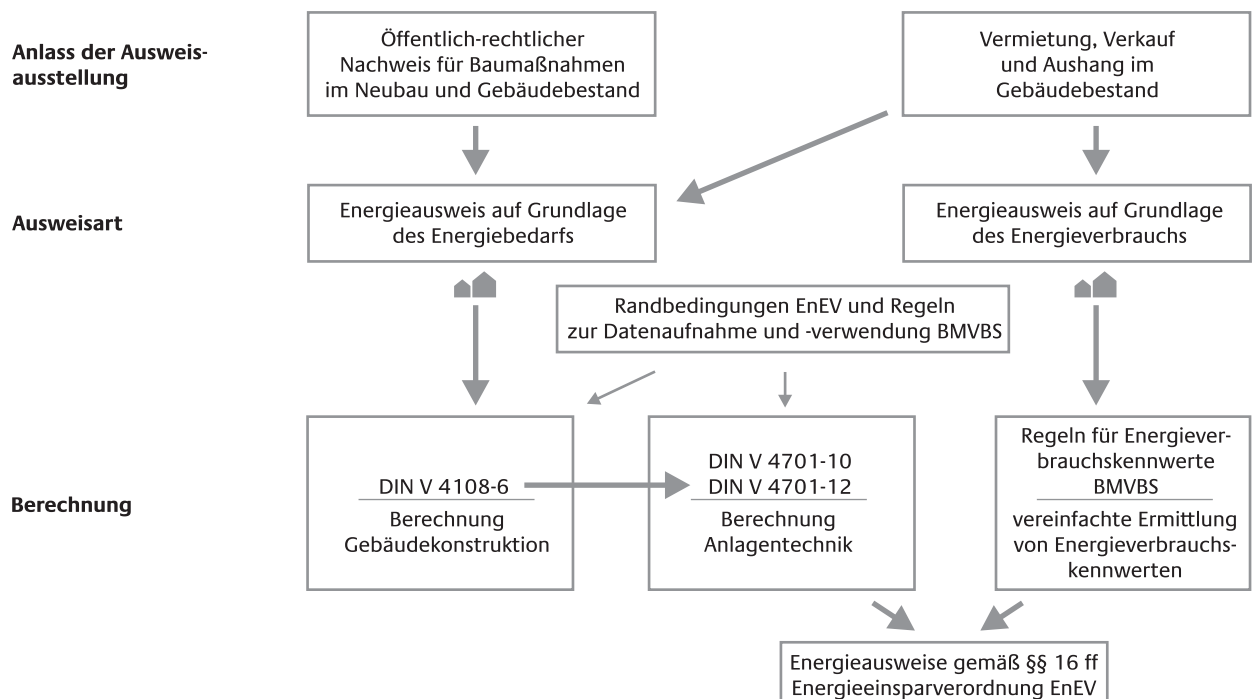 Anlass der Ausweis-
ausstellung
Öffentlich-rechtlicher
Nachweis für Baumaßnahmen
im Neubau und Gebäudebestand
Vermietung, Verkauf
und Aushang im
Gebäudebestand
Ausweisart
Energieausweis auf Grundlage
des Energiebedarfs
Energieausweis auf Grundlage
des Energieverbrauchs
Randbedingungen EnEV und Regeln
zur Datenaufnahme und -verwendung BMVBS
Berechnung
DIN V 4108-6
Berechnung
Gebäudekonstruktion
DIN V 4701-10
DIN V 4701-12
Berechnung
Anlagentechnik
Regeln für Energiever-
brauchskennwerte
BMVBS
vereinfachte Ermittlung
von Energieverbrauchs-
kennwerten
Energieausweise gemäß §§ 16 ff
Energieeinsparverordnung EnEV